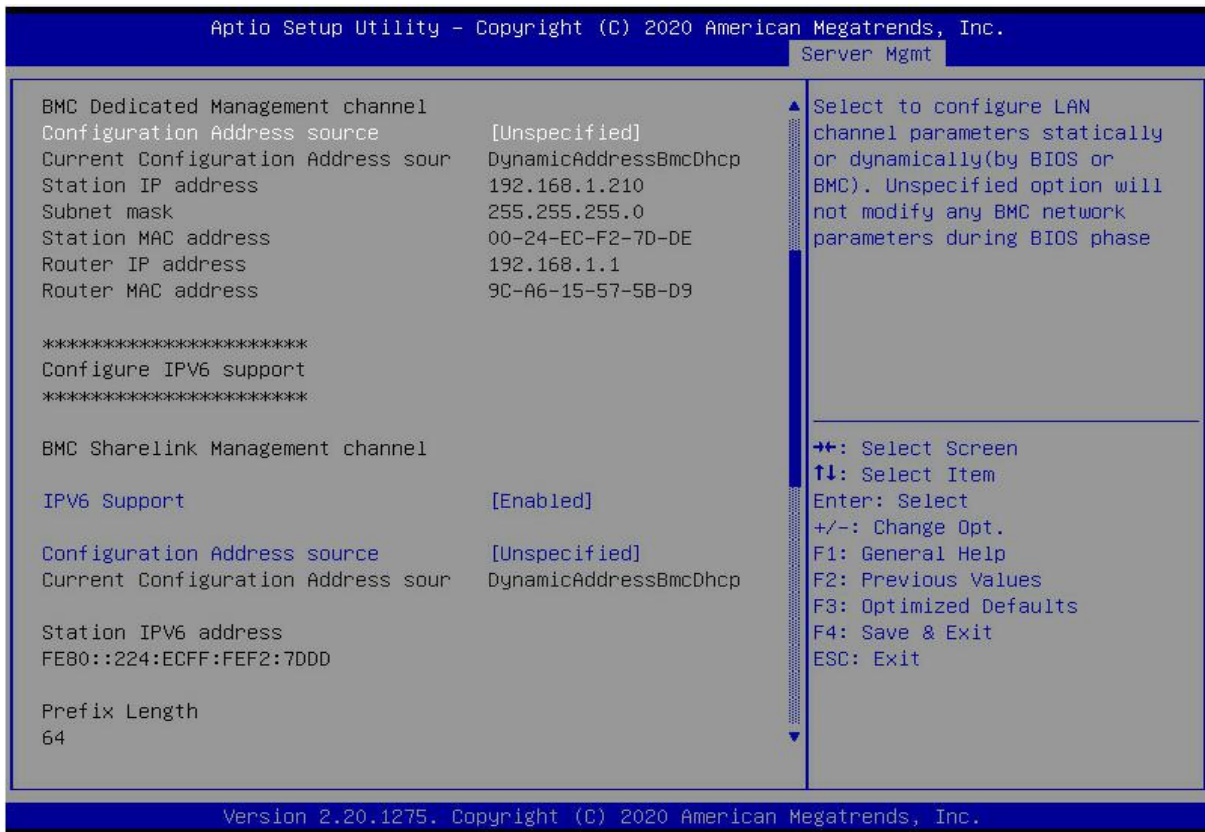 Aptio Setup Utility – Copyright (C) 2020 American Megatrends, Inc.
Server Mgmt
BMC Dedicated Management channel
Configuration Address source [Unspecified]
Current Configuration Address sour DynamicAddressBmcDhcp
Station IP address 192.168.1.210
Subnet mask 255.255.255.0
Station MAC address 00-24-EC-F2-7D-DE
Router IP address 192.168.1.1
Router MAC address 9C-A6-15-57-5B-D9
**********************
Configure IPV6 support
**********************
BMC Sharelink Management channel
IPV6 Support [Enabled]
Configuration Address source [Unspecified]
Current Configuration Address sour DynamicAddressBmcDhcp
Station IPV6 address
FE80::224:ECFF:FEF2:7DDD
Prefix Length
64
Select to configure LAN
channel parameters statically
or dynamically(by BIOS or
BMC). Unspecified option will
not modify any BMC network
parameters during BIOS phase
→←: Select Screen
↑↓: Select Item
Enter: Select
+/-: Change Opt.
F1: General Help
F2: Previous Values
F3: Optimized Defaults
F4: Save & Exit
ESC: Exit
Version 2.20.1275. Copyright (C) 2020 American Megatrends, Inc.